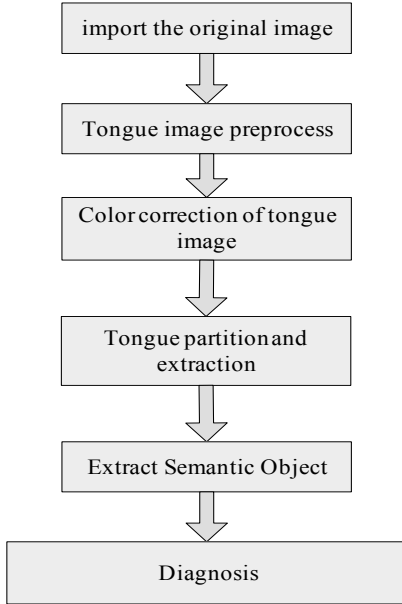 import the original image
Tongue image preprocess
Color correction of tongue
image
Tongue partition and
extraction
Extract Semantic Object
Diagnosis